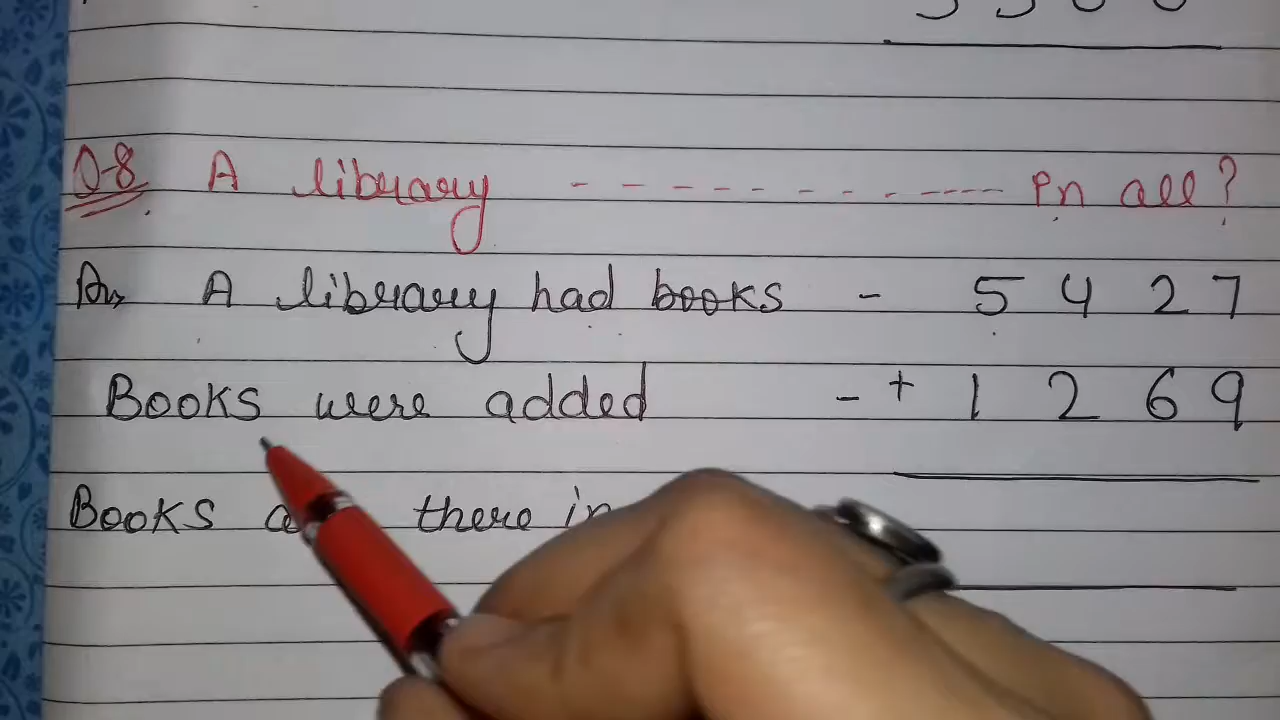 Q-8. A library - - - - - - - - - - - - - in all?
Ans A library had books - 5 4 2 7
Books were added - + 1 2 6 9
Books there in